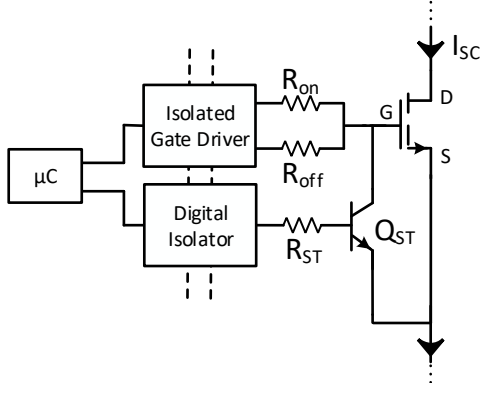 I_SC
R_on
D
Isolated
Gate Driver
G
S
R_off
μC
Digital
Isolator
R_ST
Q_ST